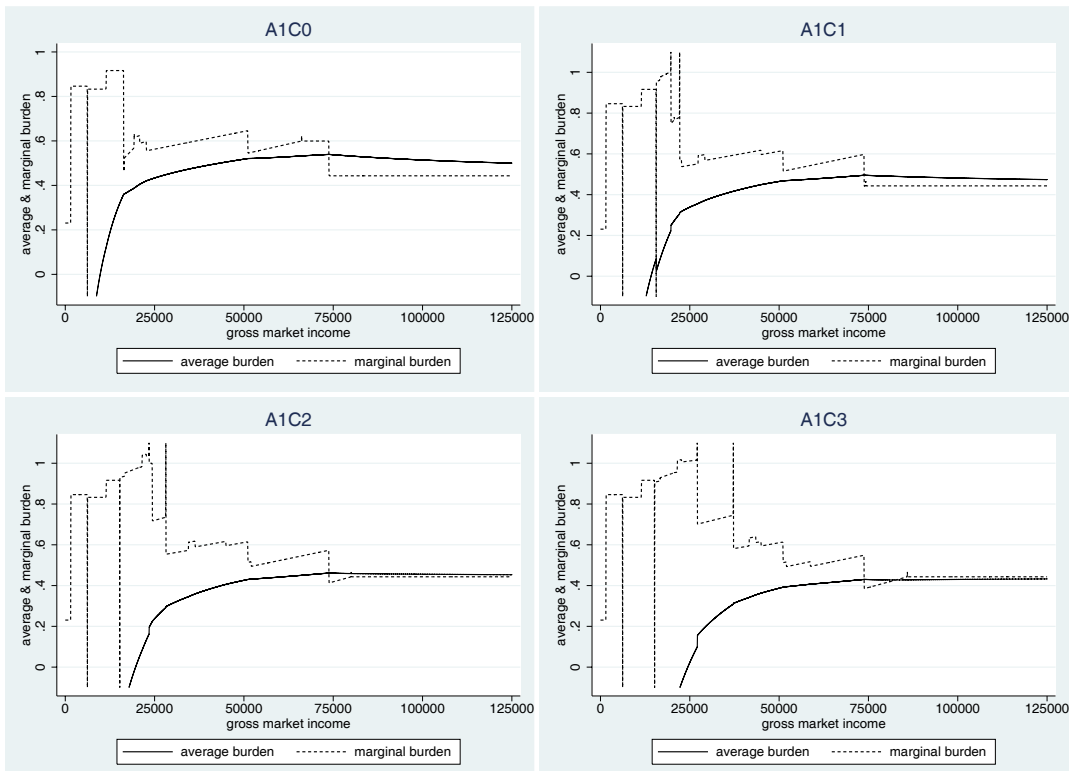 A1C0
average & marginal burden
1
.8
.6
.4
.2
0
0 25000 50000 75000 100000 125000
gross market income
average burden marginal burden
A1C1
average & marginal burden
1
.8
.6
.4
.2
0
0 25000 50000 75000 100000 125000
gross market income
average burden marginal burden
A1C2
average & marginal burden
1
.8
.6
.4
.2
0
0 25000 50000 75000 100000 125000
gross market income
average burden marginal burden
A1C3
average & marginal burden
1
.8
.6
.4
.2
0
0 25000 50000 75000 100000 125000
gross market income
average burden marginal burden